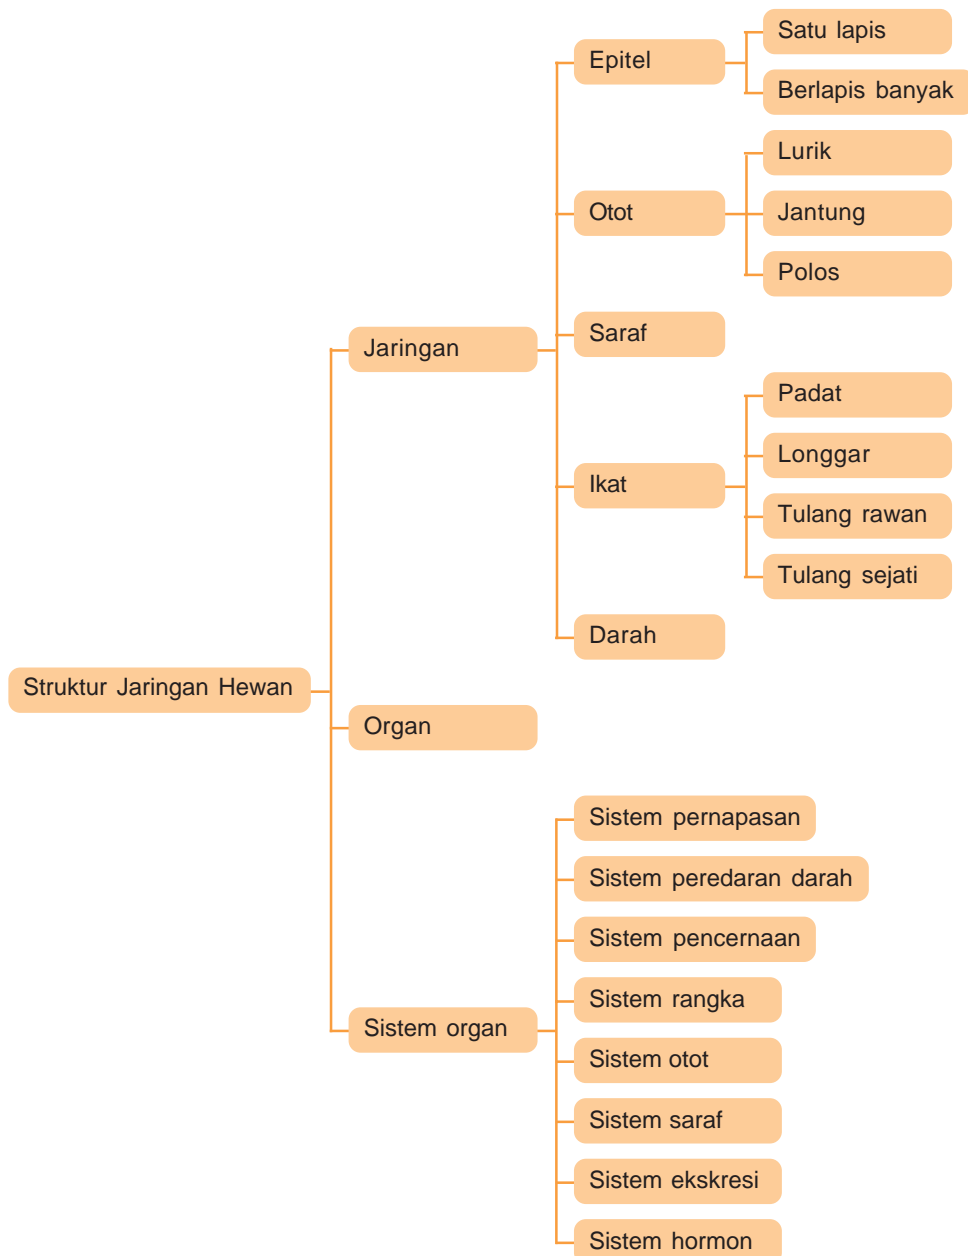 Struktur Jaringan Hewan
Jaringan
Epitel
Satu lapis
Berlapis banyak
Otot
Lurik
Jantung
Polos
Saraf
Ikat
Padat
Longgar
Tulang rawan
Tulang sejati
Darah
Organ
Sistem organ
Sistem pernapasan
Sistem peredaran darah
Sistem pencernaan
Sistem rangka
Sistem otot
Sistem saraf
Sistem ekskresi
Sistem hormon